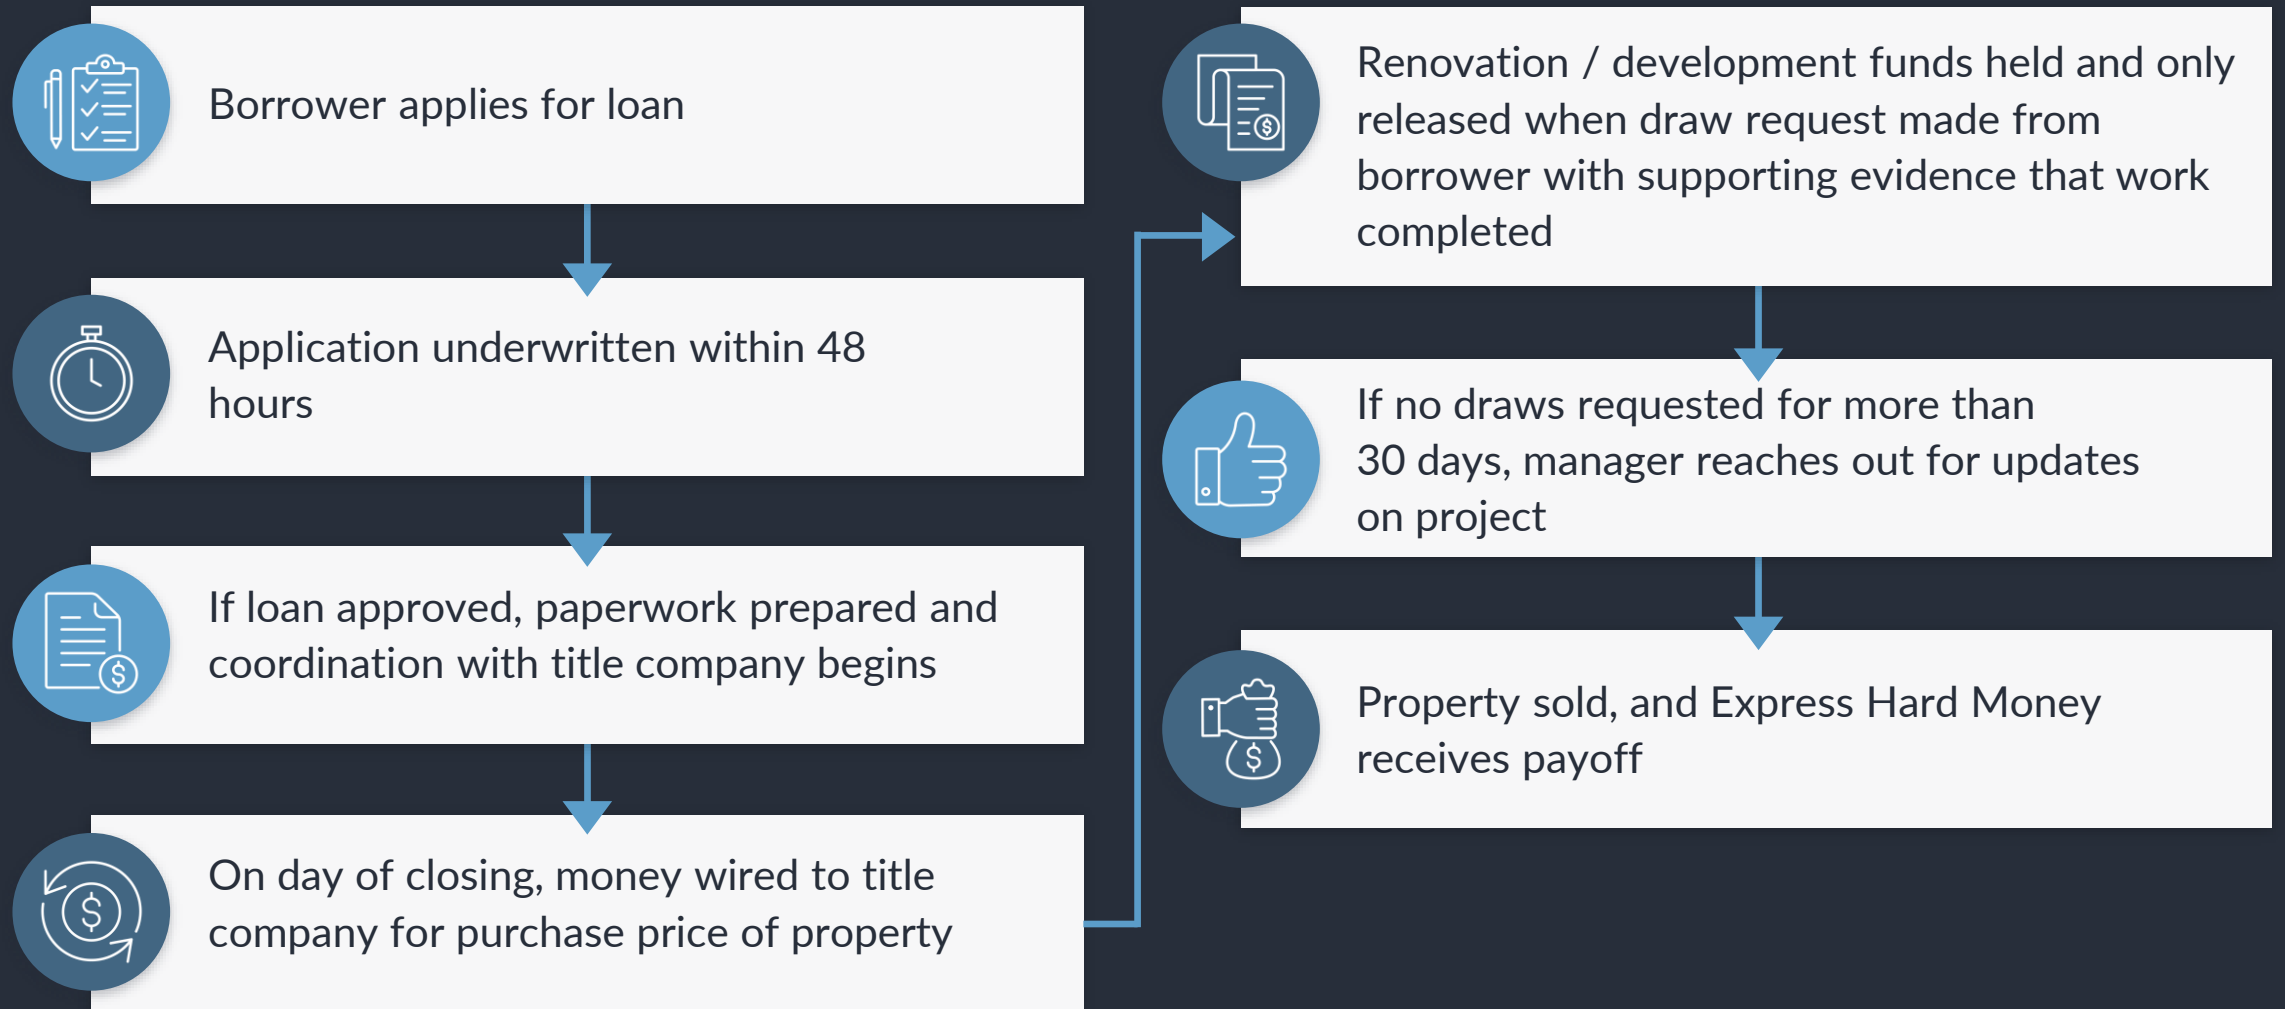 Borrower applies for loan
Application underwritten within 48
hours
If loan approved, paperwork prepared and
coordination with title company begins
On day of closing, money wired to title
company for purchase price of property
Renovation / development funds held and only
released when draw request made from
borrower with supporting evidence that work
completed
If no draws requested for more than
30 days, manager reaches out for updates
on project
Property sold, and Express Hard Money
receives payoff